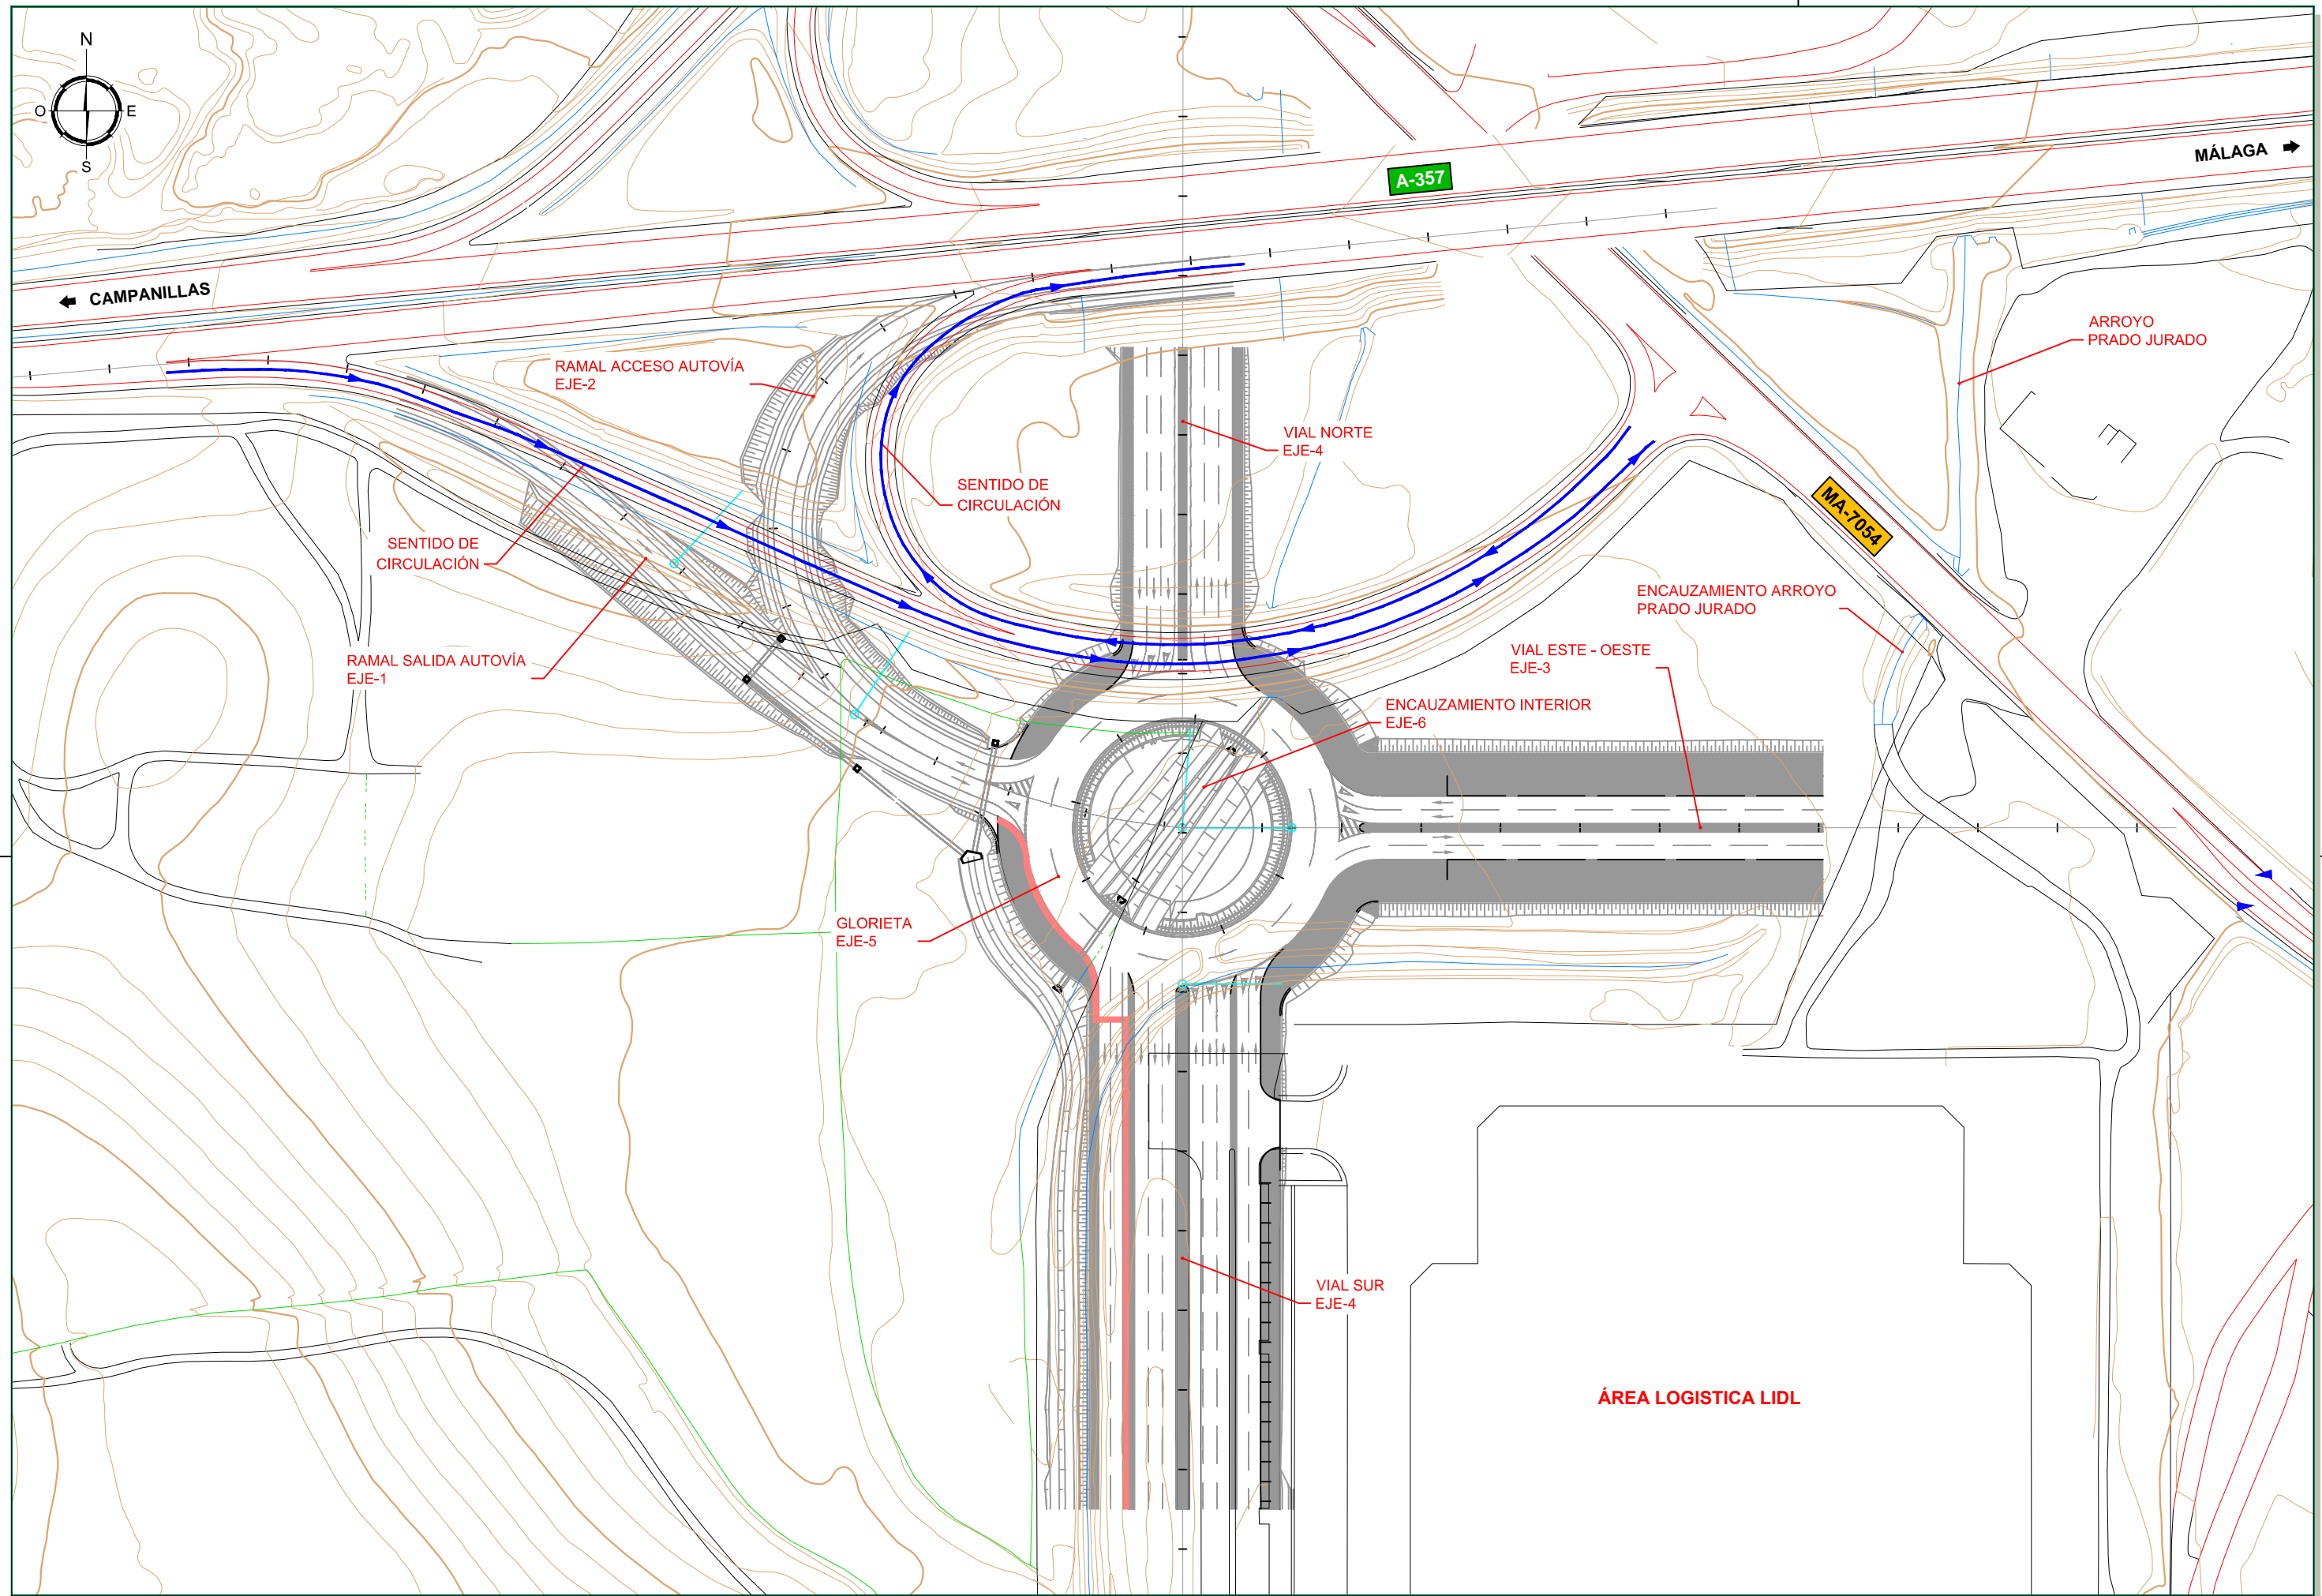 N
O
E
S
A-357
MÁLAGA
CAMPANILLAS
RAMAL ACCESO AUTOVÍA
EJE-2
ARROYO
PRADO JURADO
VIAL NORTE
EJE-4
SENTIDO DE
CIRCULACIÓN
MA-7054
SENTIDO DE
CIRCULACIÓN
ENCAUZAMIENTO ARROYO
PRADO JURADO
RAMAL SALIDA AUTOVÍA
EJE-1
VIAL ESTE - OESTE
EJE-3
ENCAUZAMIENTO INTERIOR
EJE-6
GLORIETA
EJE-5
VIAL SUR
EJE-4
ÁREA LOGISTICA LIDL